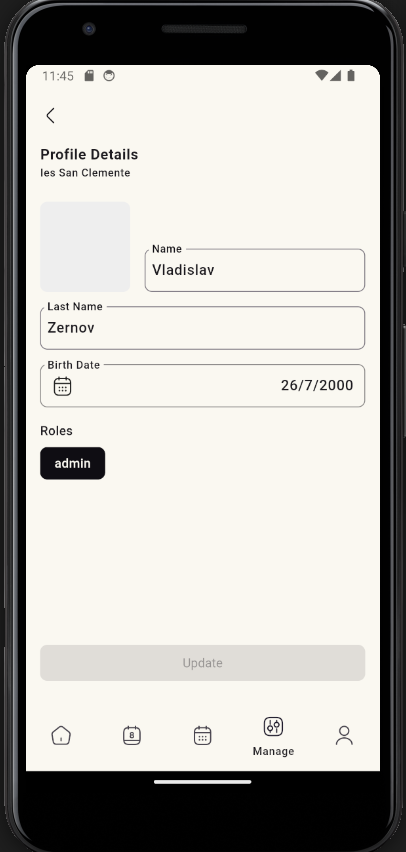 11:45
Profile Details
Ies San Clemente
Name
Vladislav
Last Name
Zernov
Birth Date
26/7/2000
Roles
admin
Update
8
Manage